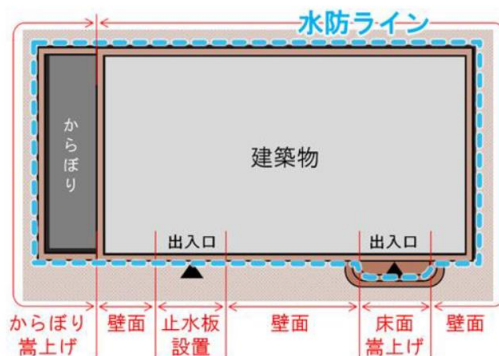 水防ライン
からぼり
建築物
出入口
出入口
からぼり
嵩上げ
壁面
止水板
設置
壁面
床面
嵩上げ
壁面